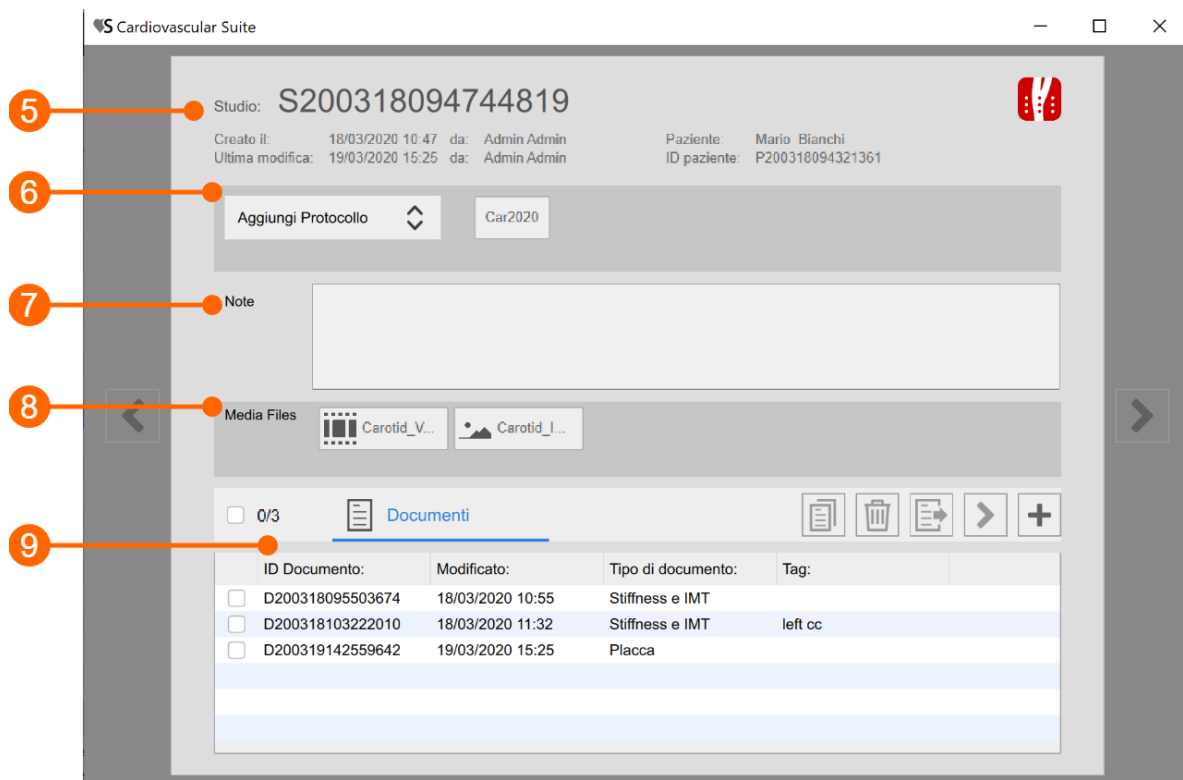 S Cardiovascular Suite
5
Studio: S200318094744819
Creato il: 18/03/2020 10:47 da: Admin Admin Paziente: Mario Bianchi
Ultima modifica: 19/03/2020 15:25 da: Admin Admin ID paziente: P200318094321361
6
Aggiungi Protocollo Car2020
7
Note
8
Media Files Carotid_V... Carotid_I...
0/3 Documenti
9
ID Documento: Modificato: Tipo di documento: Tag:
D200318095503674 18/03/2020 10:55 Stiffness e IMT
D200318103222010 18/03/2020 11:32 Stiffness e IMT left cc
D200319142559642 19/03/2020 15:25 Placca